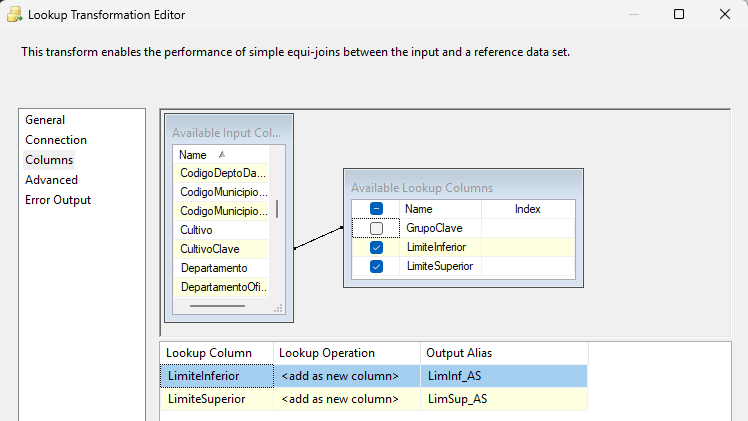 Lookup Transformation Editor
This transform enables the performance of simple equi-joins between the input and a reference data set.
General
Connection
Columns
Advanced
Error Output
Available Input Col...
Name
CodigoDeptoDa...
CodigoMunicipio...
CodigoMunicipio...
Cultivo
CultivoClave
Departamento
DepartamentoOfi...
Available Lookup Columns
Name Index
GrupoClave
LimiteInferior
LimiteSuperior
Lookup Column Lookup Operation Output Alias
LimiteInferior <add as new column> LimInf_AS
LimiteSuperior <add as new column> LimSup_AS